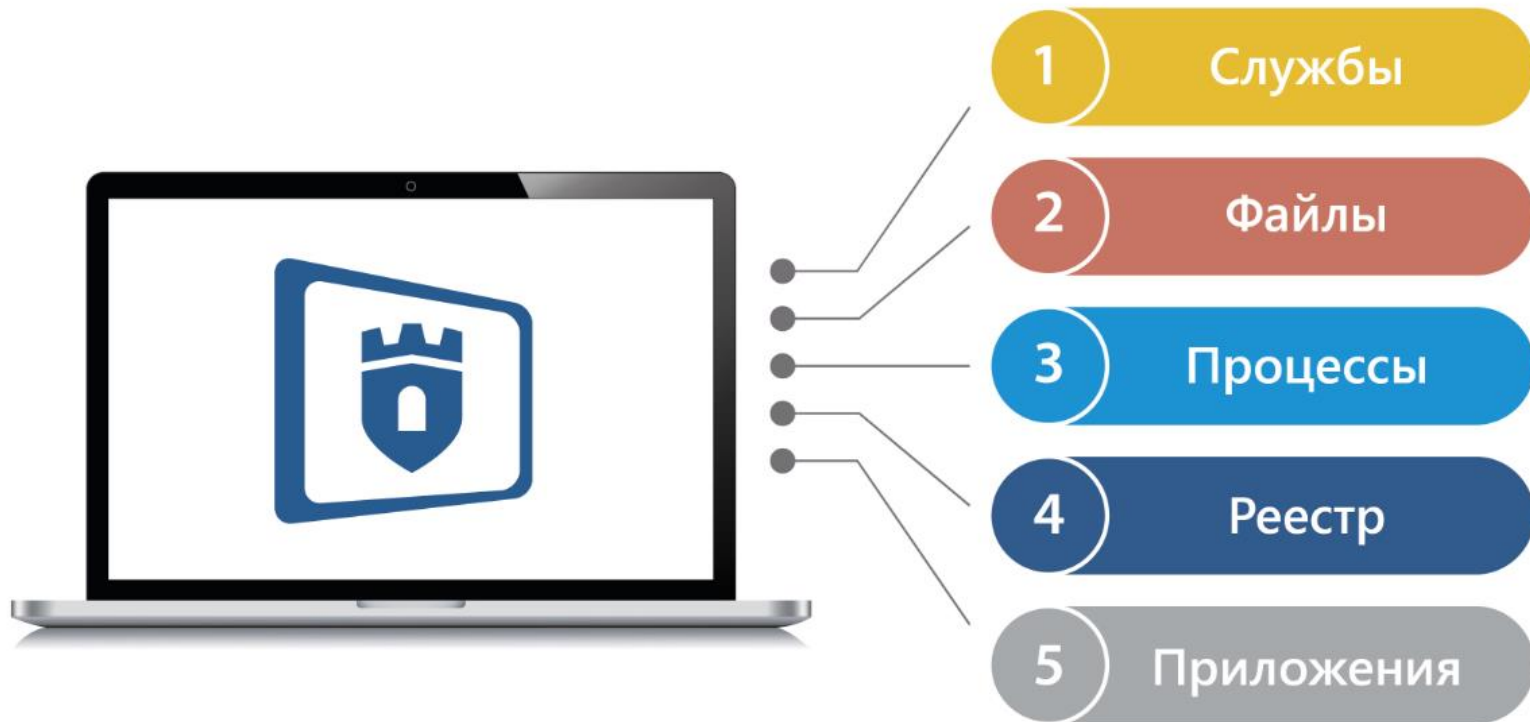 1 Службы
2 Файлы
3 Процессы
4 Реестр
5 Приложения